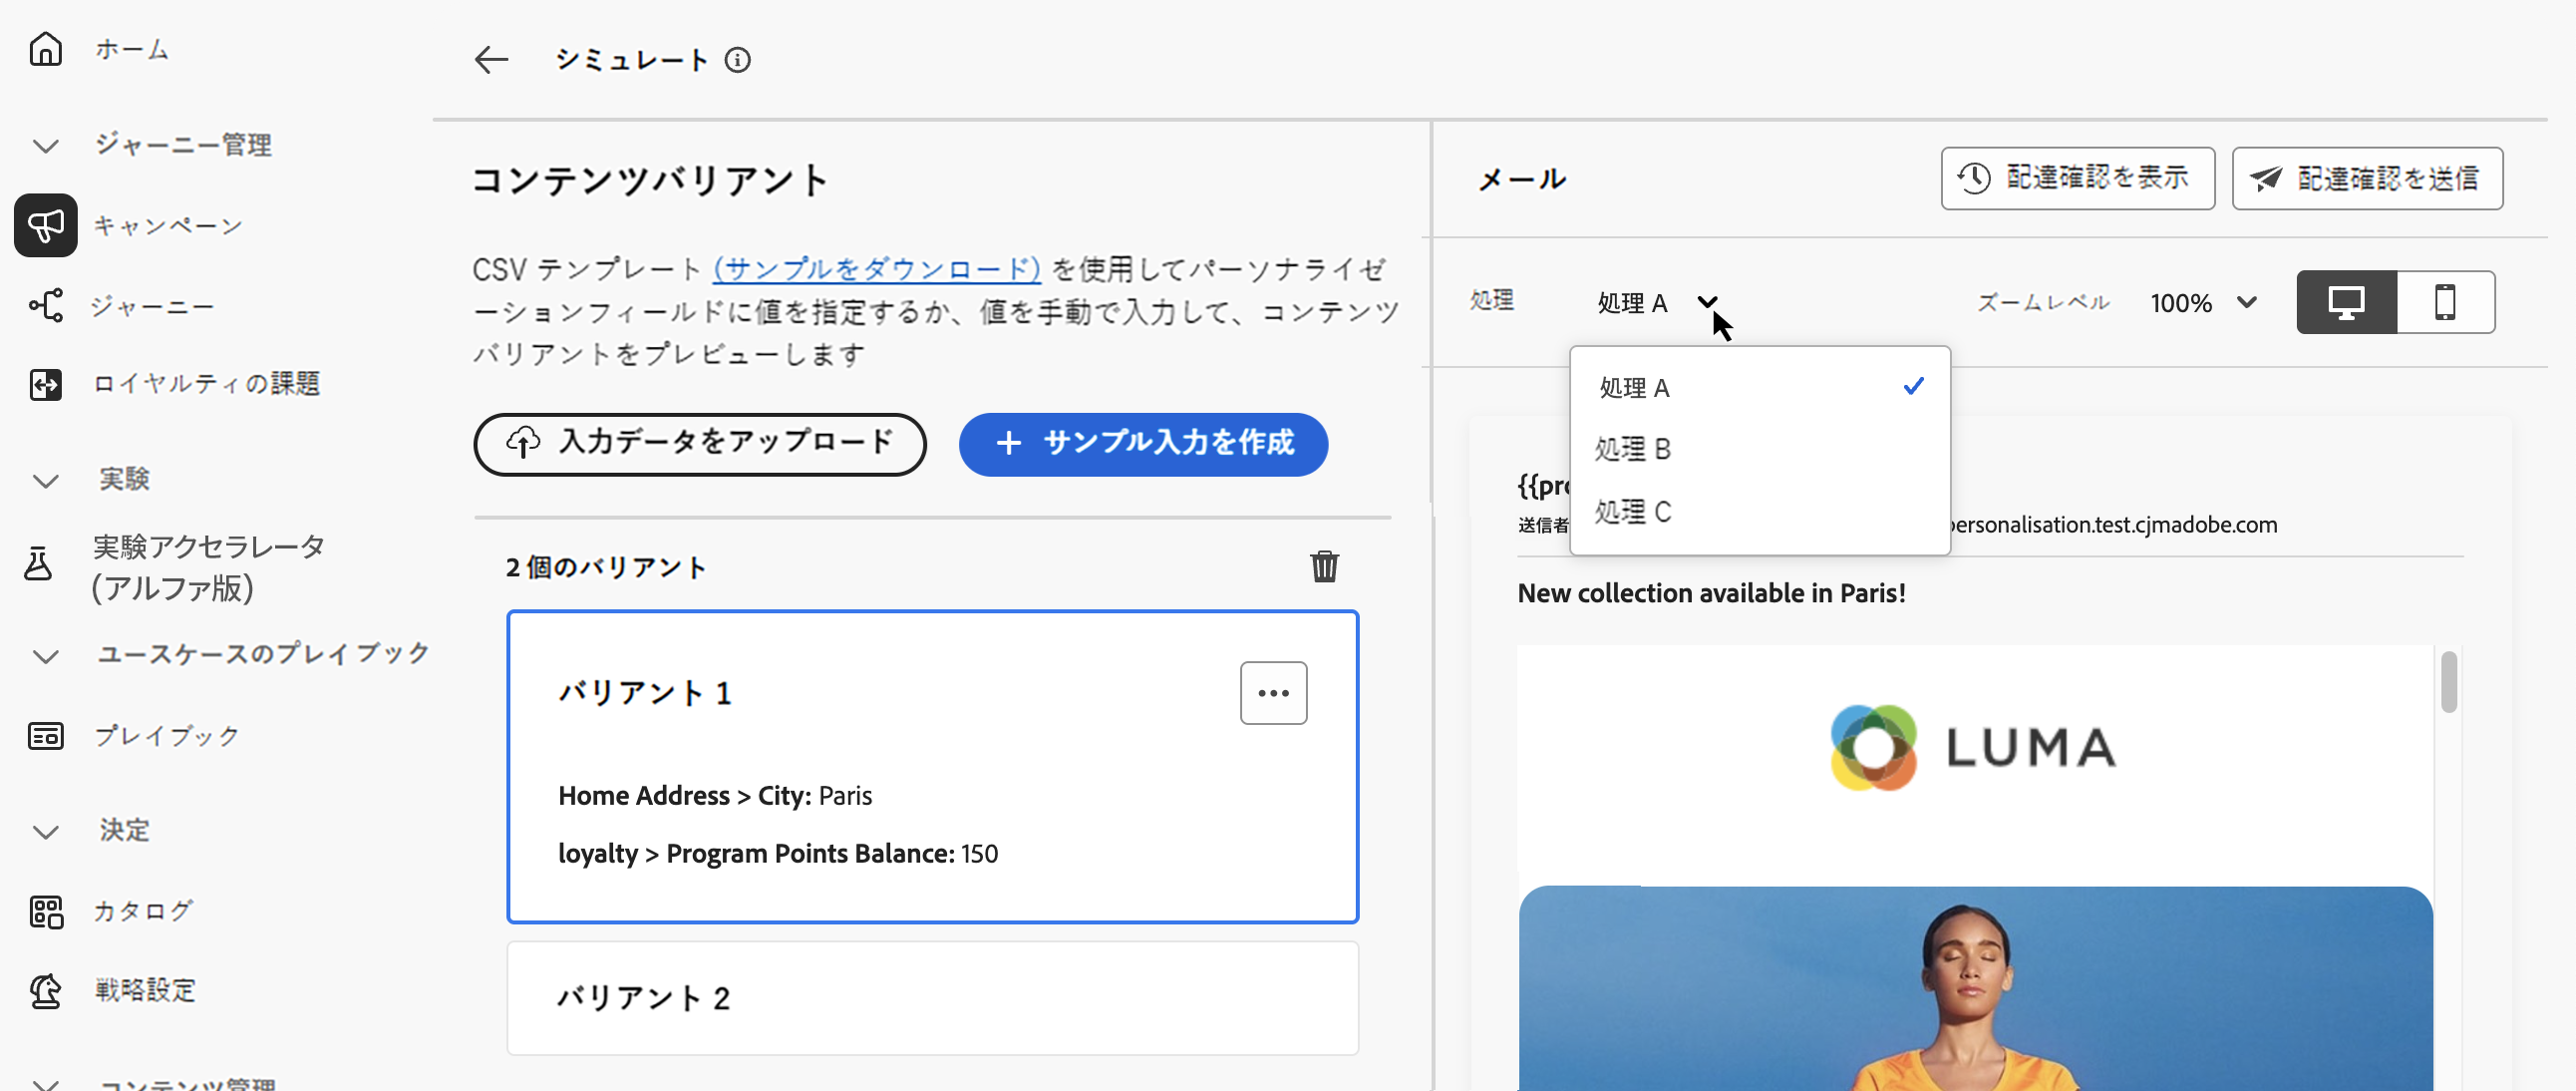 ホーム
ジャーニー管理
キャンペーン
ジャーニー
ロイヤルティの課題
実験
実験アクセラレータ
(アルファ版)
ユースケースのプレイブック
プレイブック
決定
カタログ
戦略設定
コンテンツ管理
シミュレート
コンテンツバリアント
CSV テンプレート (サンプルをダウンロード) を使用してパーソナライゼ
ーションフィールドに値を指定するか、値を手動で入力して、コンテンツ
バリアントをプレビューします
入力データをアップロード
+ サンプル入力を作成
2 個のバリアント
バリアント 1
Home Address > City: Paris
loyalty > Program Points Balance: 150
バリアント 2
メール
配達確認を表示
配達確認を送信
処理
処理 A
ズームレベル
100%
処理 A
処理 B
処理 C
{{pro
送信者
personalisation.test.cjmadobe.com
New collection available in Paris!
LUMA